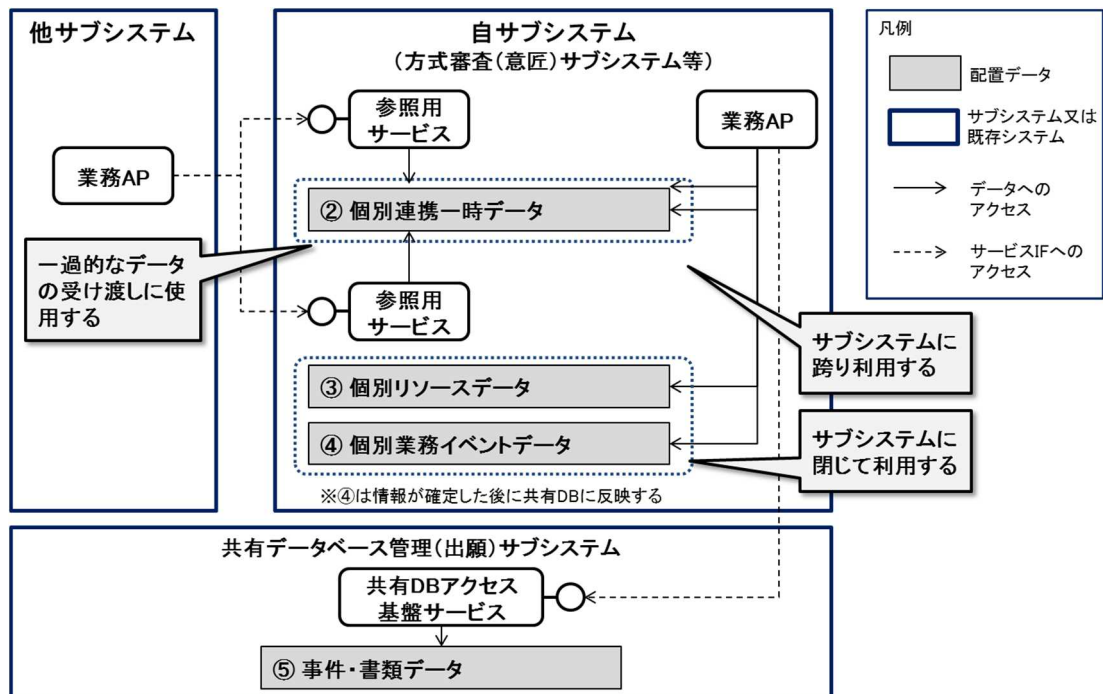 他サブシステム
業務AP
一過的なデータ
の受け渡しに使
用する
自サブシステム
(方式審査(意匠)サブシステム等)
参照用
サービス
業務AP
② 個別連携一時データ
参照用
サービス
サブシステムに
跨り利用する
③ 個別リソースデータ
④ 個別業務イベントデータ
サブシステムに
閉じて利用する
※④は情報が確定した後に共有DBに反映する
凡例
配置データ
サブシステム又は
既存システム
データへの
アクセス
サービスIFへの
アクセス
共有データベース管理(出願)サブシステム
共有DBアクセス
基盤サービス
⑤ 事件・書類データ